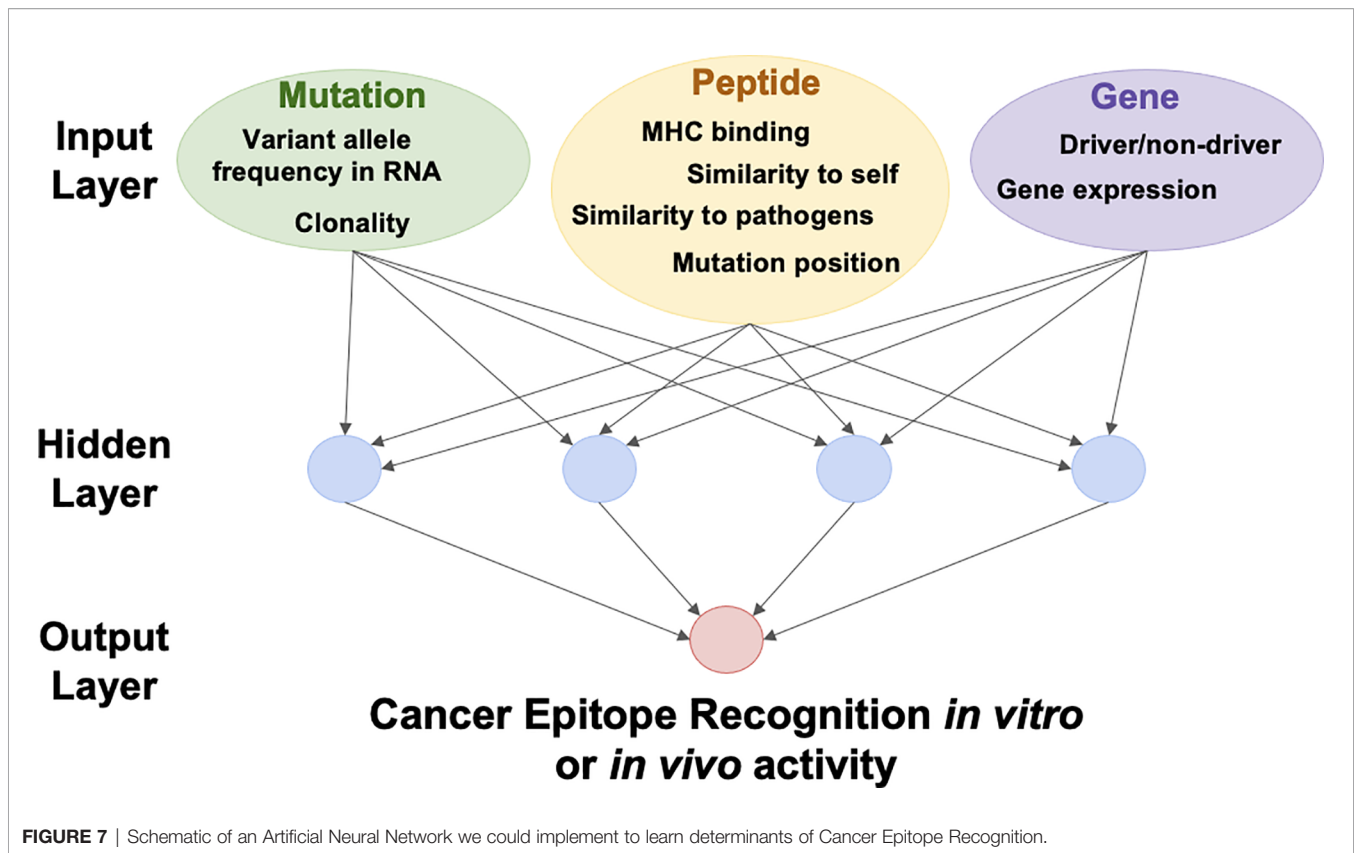 Input
Layer
Mutation
Variant allele
frequency in RNA
Clonality
Peptide
MHC binding
Similarity to self
Similarity to pathogens
Mutation position
Gene
Driver/non-driver
Gene expression
Hidden
Layer
Output
Layer
Cancer Epitope Recognition in vitro
or in vivo activity
FIGURE 7 | Schematic of an Artificial Neural Network we could implement to learn determinants of Cancer Epitope Recognition.